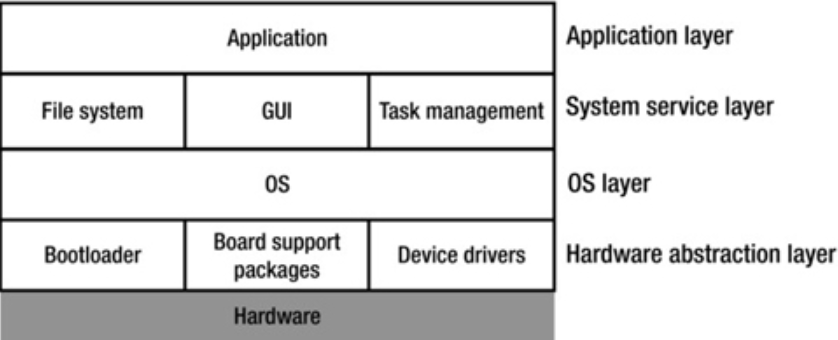 Application
Application layer
File system
GUI
Task management
System service layer
OS
OS layer
Bootloader
Board support
packages
Device drivers
Hardware abstraction layer
Hardware